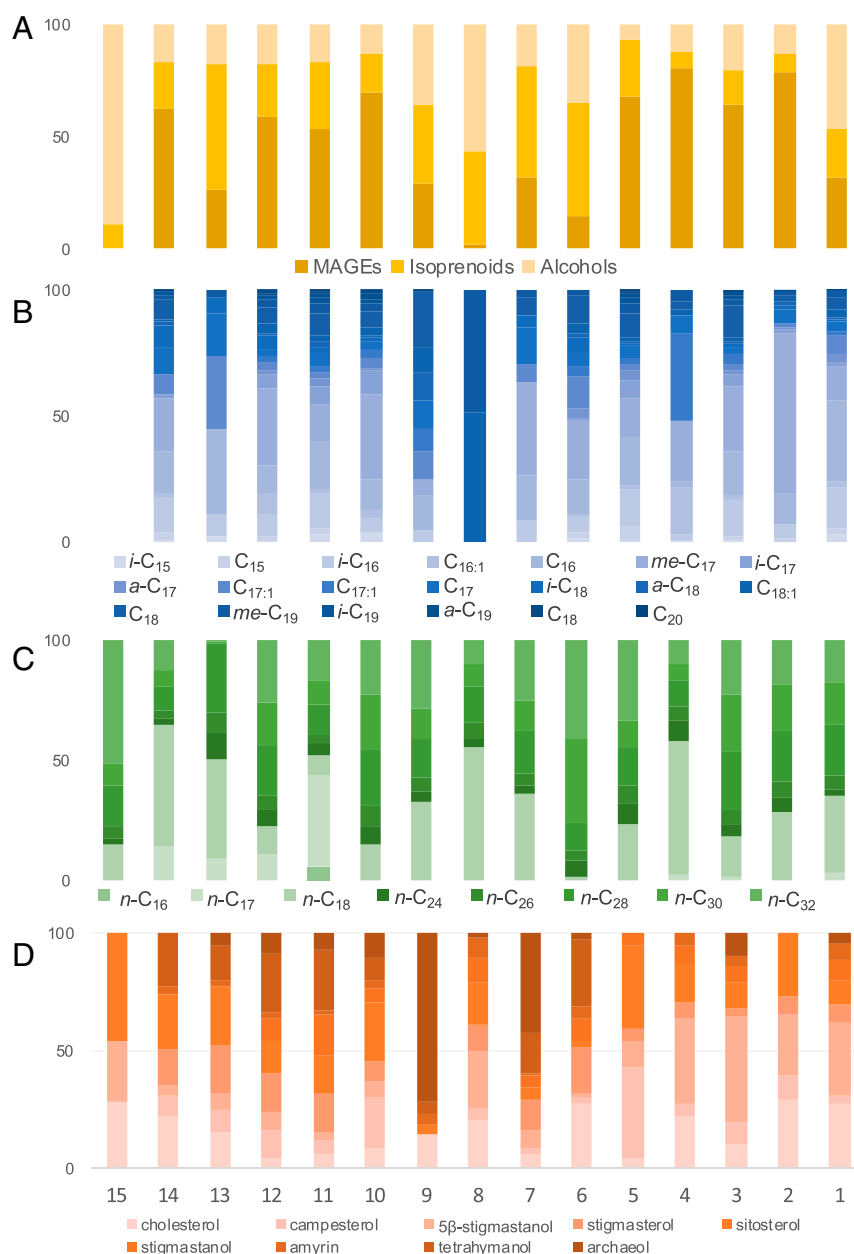 A
100
50
0
MAGEs Isoprenoids Alcohols
B
100
50
0
i-C15 C15 i-C16 C16:1 C16 me-C17 i-C17
a-C17 C17:1 C17:1 C17 i-C18 a-C18 C18:1
C18 me-C19 i-C19 a-C19 C18 C20
C
100
50
0
n-C16 n-C17 n-C18 n-C24 n-C26 n-C28 n-C30 n-C32
D
100
50
0
15 14 13 12 11 10 9 8 7 6 5 4 3 2 1
cholesterol campesterol 5β-stigmastanol stigmasterol sitosterol
stigmastanol amyrin tetrahymanol archaeol